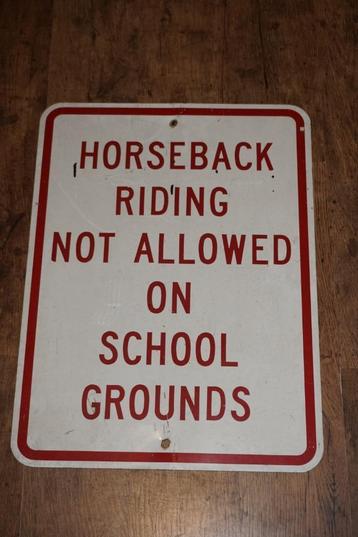 HORSEBACK
RIDING
NOT ALLOWED
ON
SCHOOL
GROUNDS